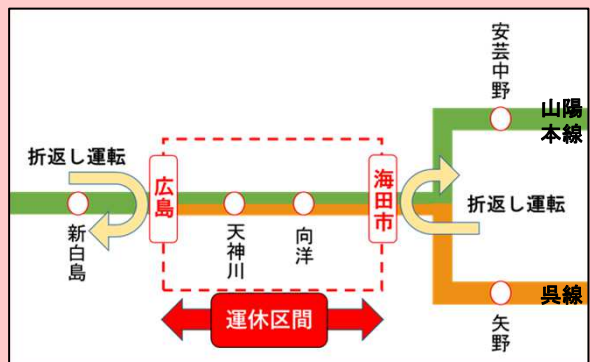 安芸中野
山陽
本線
折返し運転
広島
海田市
新白島
天神川
向洋
折返し運転
運休区間
呉線
矢野